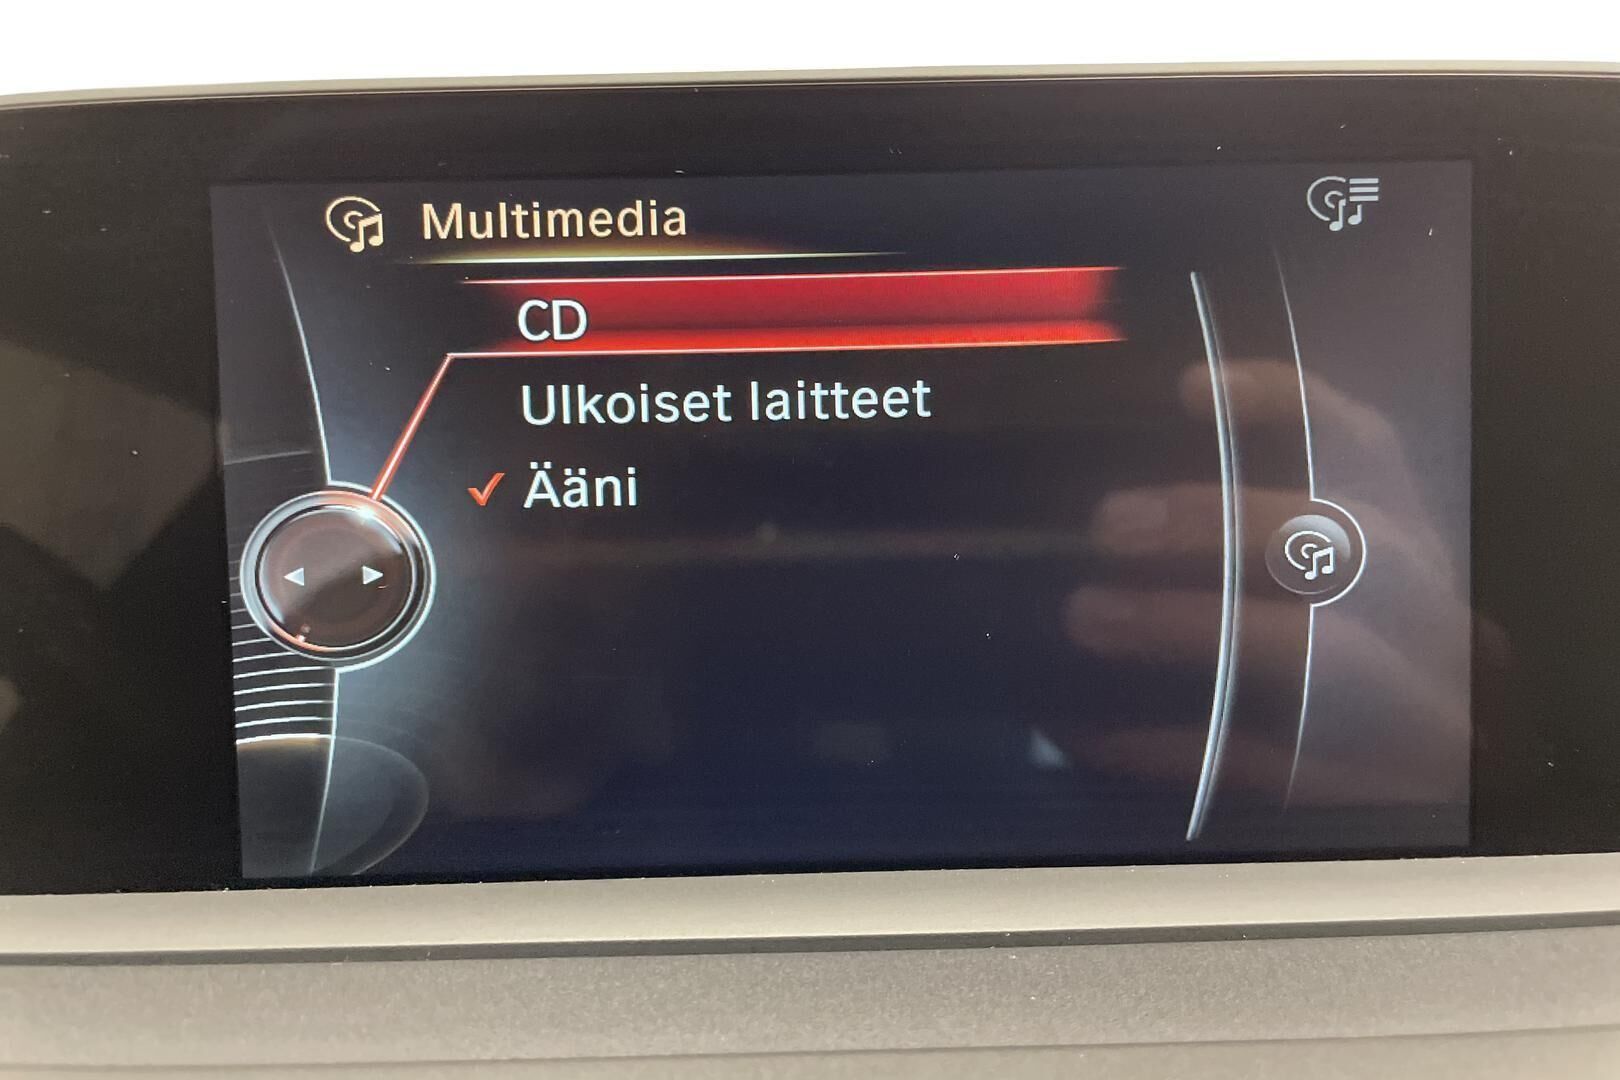 Multimedia
CD
Ulkoiset laitteet
Ääni